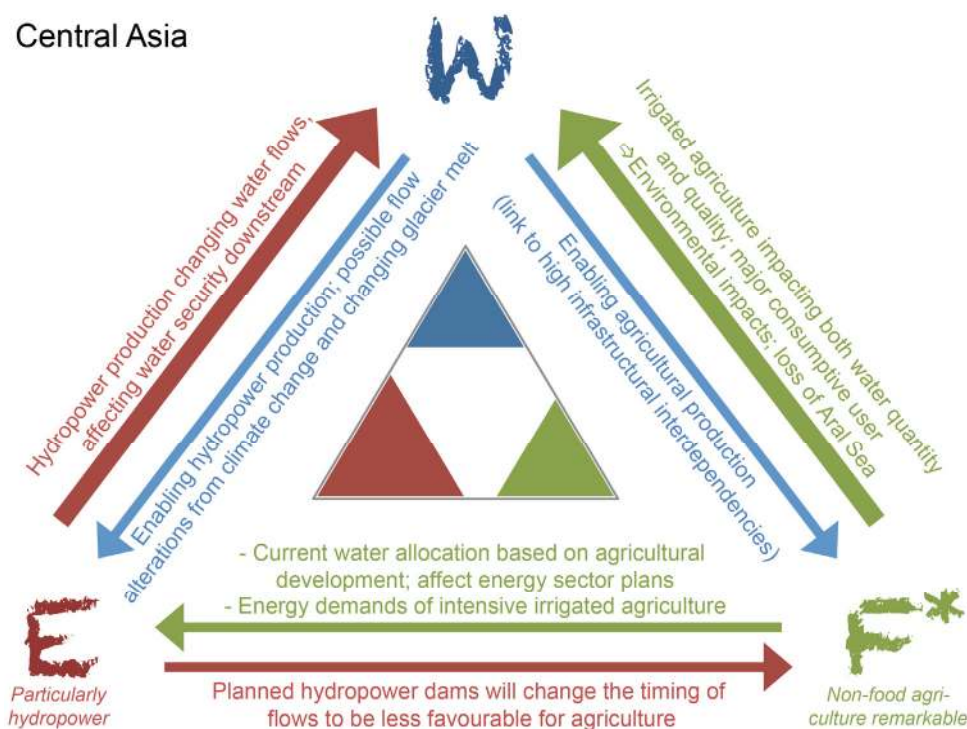 Central Asia
W
Hydropower production changing water flows,
affecting water security downstream
Enabling hydropower production; possible flow
alterations from climate change and changing glacier melt
Enabling agricultural production
(link to high infrastructural interdependencies)
Irrigated agriculture impacting both water quantity
and quality; major consumptive user
⇨Environmental impacts; loss of Aral Sea
- Current water allocation based on agricultural
development; affect energy sector plans
- Energy demands of intensive irrigated agriculture
E
Particularly
hydropower
F*
Non-food agri-
culture remarkable
Planned hydropower dams will change the timing of
flows to be less favourable for agriculture